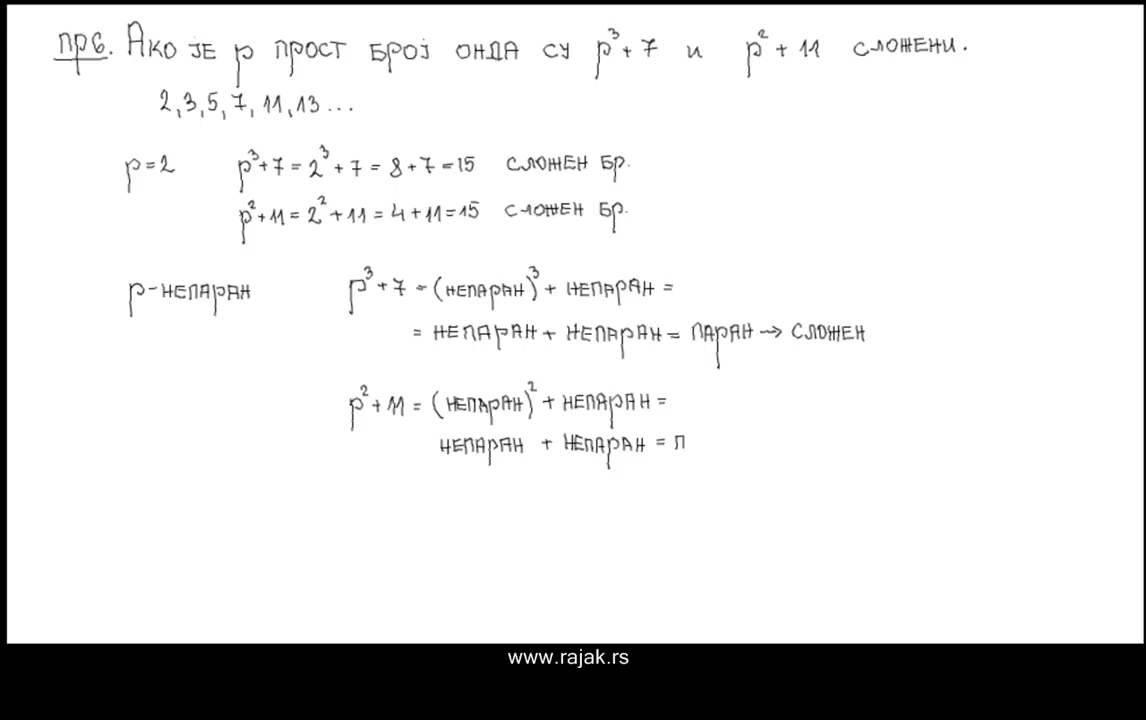 ПР6. АКО ЈЕ p ПРОСТ БРОЈ ОНДА СУ p³+7 И p²+11 СЛОЖЕНИ.
2,3,5,7,11,13...
p=2 p³+7=2³+7=8+7=15 СЛОЖЕН БР.
p²+11=2²+11=4+11=15 СЛОЖЕН БР.
p-НЕПАРАН p³+7=(НЕПАРАН)³+НЕПАРАН=
=НЕПАРАН+НЕПАРАН=ПАРАН→СЛОЖЕН
p²+11=(НЕПАРАН)²+НЕПАРАН=
НЕПАРАН+НЕПАРАН=П
www.rajak.rs